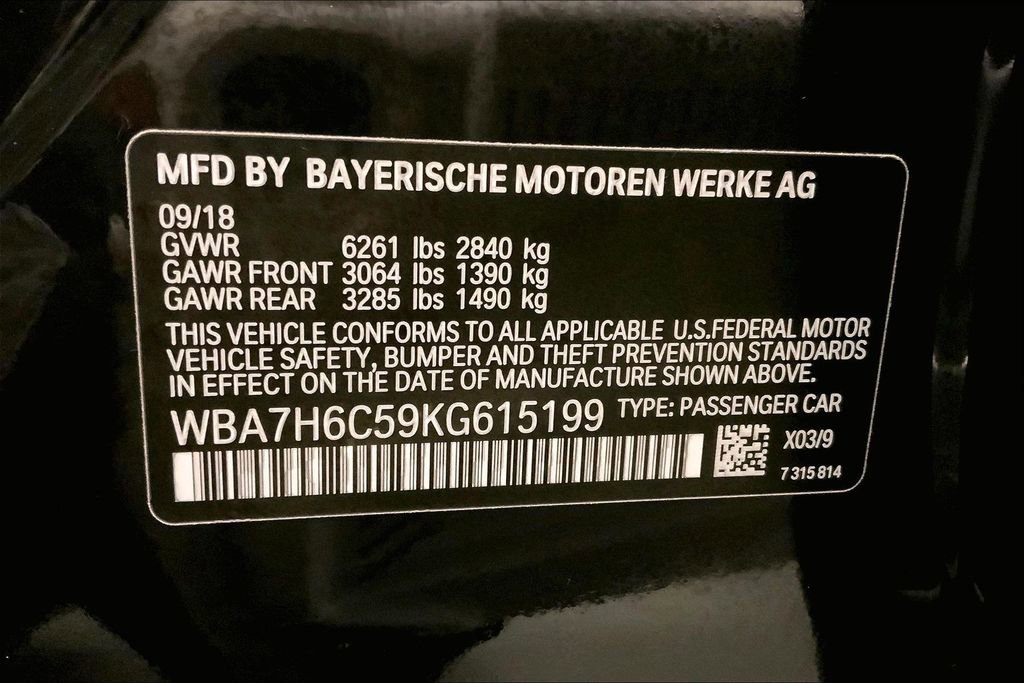 MFD BY BAYERISCHE MOTOREN WERKE AG
09/18
GVWR 6261 lbs 2840 kg
GAWR FRONT 3064 lbs 1390 kg
GAWR REAR 3285 lbs 1490 kg
THIS VEHICLE CONFORMS TO ALL APPLICABLE U.S.FEDERAL MOTOR
VEHICLE SAFETY, BUMPER AND THEFT PREVENTION STANDARDS
IN EFFECT ON THE DATE OF MANUFACTURE SHOWN ABOVE.
WBA7H6C59KG615199 TYPE: PASSENGER CAR
X03/9
7 315 814